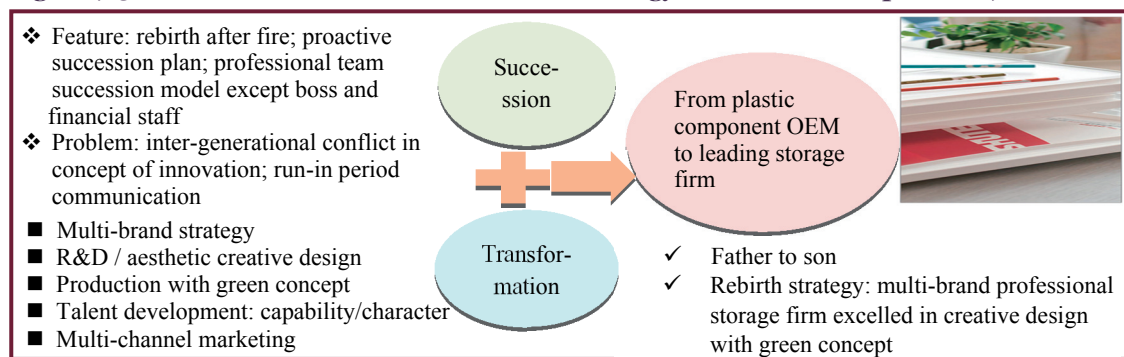 ❖ Feature: rebirth after fire; proactive
succession plan; professional team
succession model except boss and
financial staff
❖ Problem: inter-generational conflict in
concept of innovation; run-in period
communication
■ Multi-brand strategy
■ R&D / aesthetic creative design
■ Production with green concept
■ Talent development: capability/character
■ Multi-channel marketing
Succe-
ssion
Transfor-
mation
From plastic
component OEM
to leading storage
firm
SHUTER
✓ Father to son
✓ Rebirth strategy: multi-brand professional
storage firm excelled in creative design
with green concept